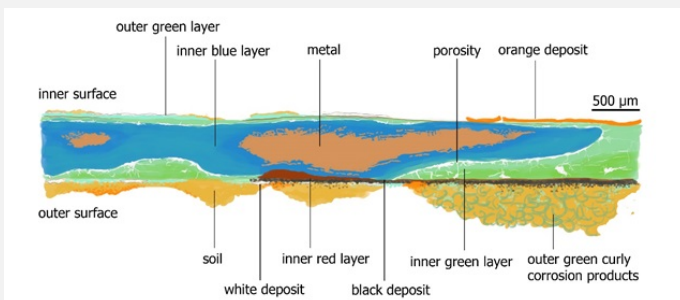 outer green layer
inner blue layer
metal
porosity
orange deposit
inner surface
500 µm
outer surface
soil
inner red layer
inner green layer
outer green curly
corrosion products
white deposit
black deposit